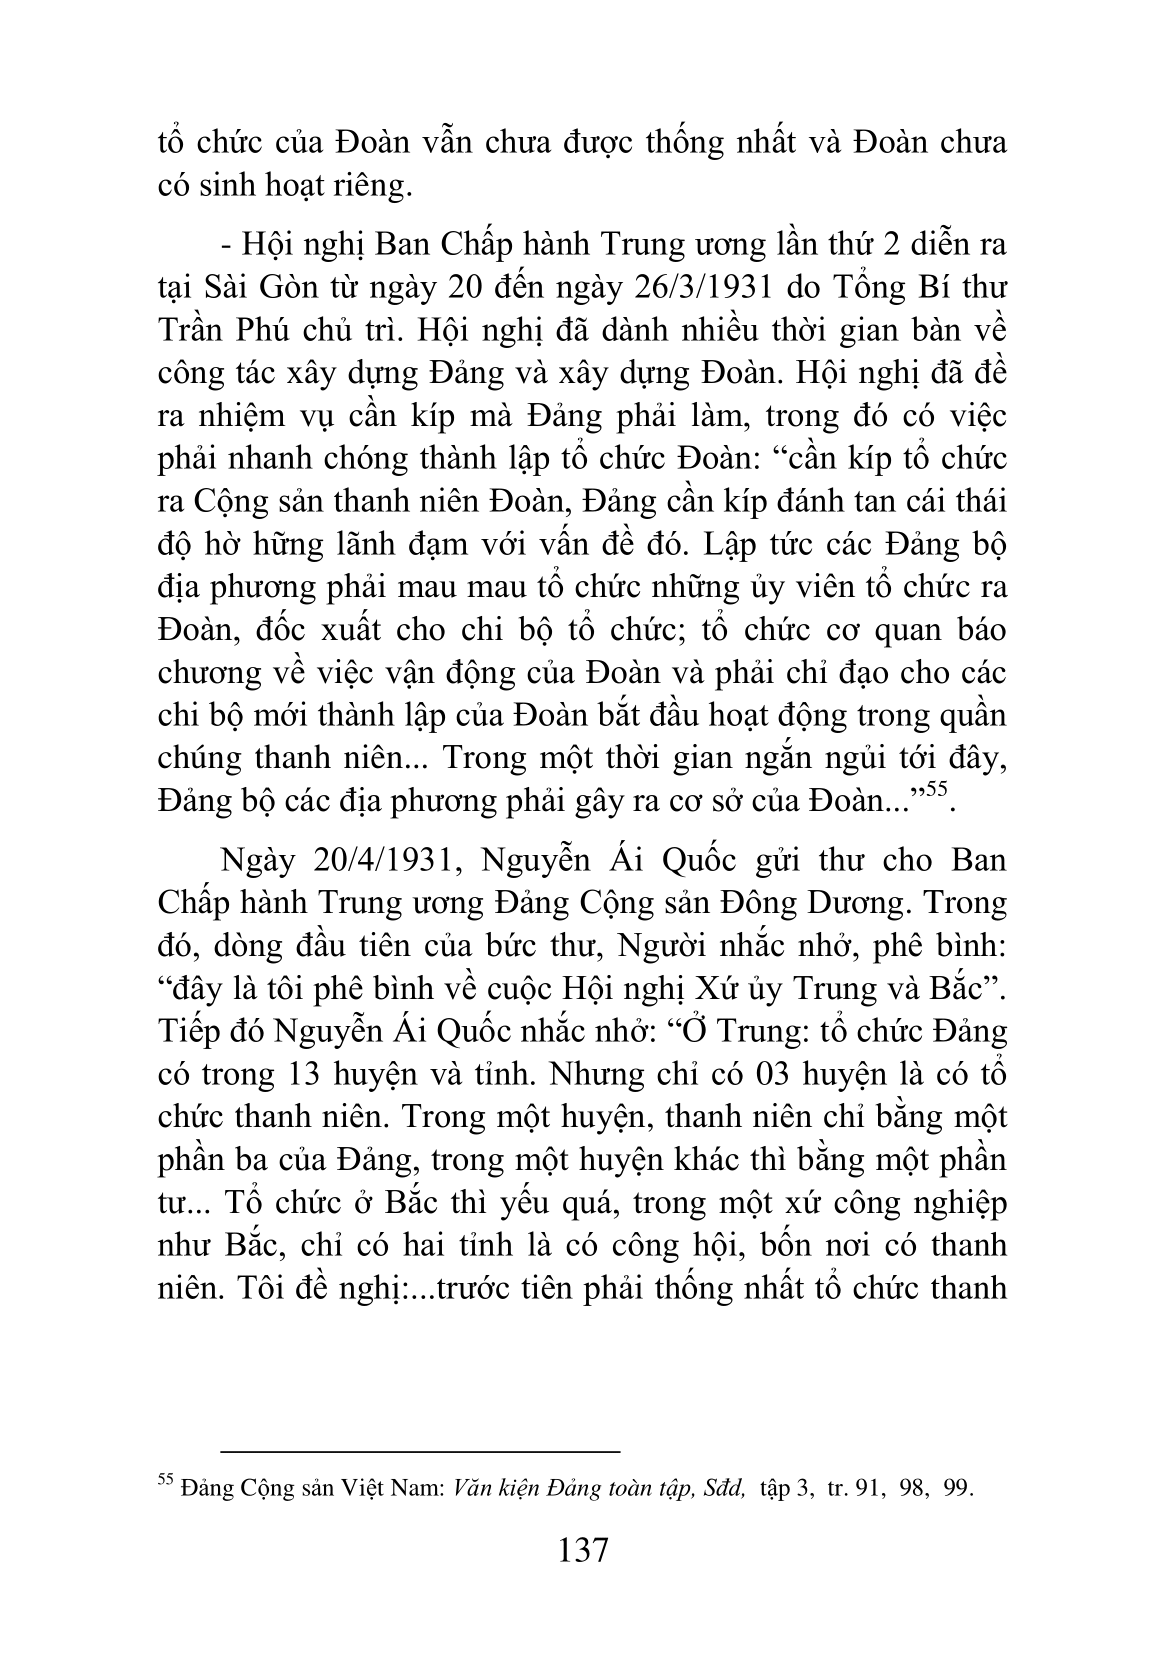 tổ chức của Đoàn vẫn chưa được thống nhất và Đoàn chưa
có sinh hoạt riêng.
- Hội nghị Ban Chấp hành Trung ương lần thứ 2 diễn ra
tại Sài Gòn từ ngày 20 đến ngày 26/3/1931 do Tổng Bí thư
Trần Phú chủ trì. Hội nghị đã dành nhiều thời gian bàn về
công tác xây dựng Đảng và xây dựng Đoàn. Hội nghị đã đề
ra nhiệm vụ cần kíp mà Đảng phải làm, trong đó có việc
phải nhanh chóng thành lập tổ chức Đoàn: “cần kíp tổ chức
ra Cộng sản thanh niên Đoàn, Đảng cần kíp đánh tan cái thái
độ hờ hững lãnh đạm với vấn đề đó. Lập tức các Đảng bộ
địa phương phải mau mau tổ chức những ủy viên tổ chức ra
Đoàn, đốc xuất cho chi bộ tổ chức; tổ chức cơ quan báo
chương về việc vận động của Đoàn và phải chỉ đạo cho các
chi bộ mới thành lập của Đoàn bắt đầu hoạt động trong quần
chúng thanh niên... Trong một thời gian ngắn ngủi tới đây,
Đảng bộ các địa phương phải gây ra cơ sở của Đoàn...”55.
Ngày 20/4/1931, Nguyễn Ái Quốc gửi thư cho Ban
Chấp hành Trung ương Đảng Cộng sản Đông Dương. Trong
đó, dòng đầu tiên của bức thư, Người nhắc nhở, phê bình:
“đây là tôi phê bình về cuộc Hội nghị Xứ ủy Trung và Bắc”.
Tiếp đó Nguyễn Ái Quốc nhắc nhở: “Ở Trung: tổ chức Đảng
có trong 13 huyện và tỉnh. Nhưng chỉ có 03 huyện là có tổ
chức thanh niên. Trong một huyện, thanh niên chỉ bằng một
phần ba của Đảng, trong một huyện khác thì bằng một phần
tư... Tổ chức ở Bắc thì yếu quá, trong một xứ công nghiệp
như Bắc, chỉ có hai tỉnh là có công hội, bốn nơi có thanh
niên. Tôi đề nghị:...trước tiên phải thống nhất tổ chức thanh
55 Đảng Cộng sản Việt Nam: Văn kiện Đảng toàn tập, Sđd, tập 3, tr. 91, 98, 99.
137